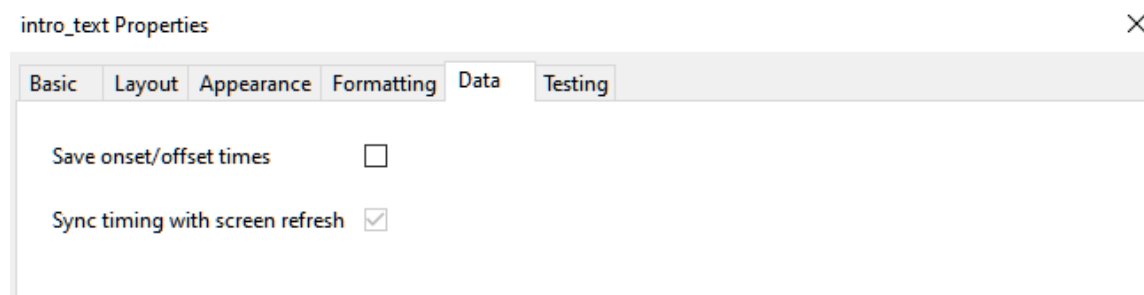 intro_text Properties
Basic Layout Appearance Formatting Data Testing
Save onset/offset times
Sync timing with screen refresh